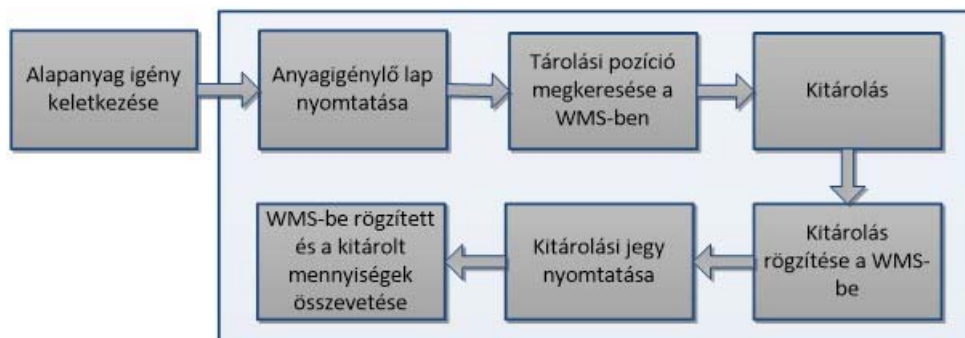 Alapanyag igény
keletkezése
Anyagigénylő lap
nyomtatása
Tárolási pozíció
megkeresése a
WMS-ben
Kitárolás
Kitárolás
rögzítése a WMS-
be
Kitárolási jegy
nyomtatása
WMS-be rögzített
és a kitárolt
mennyiségek
összevetése